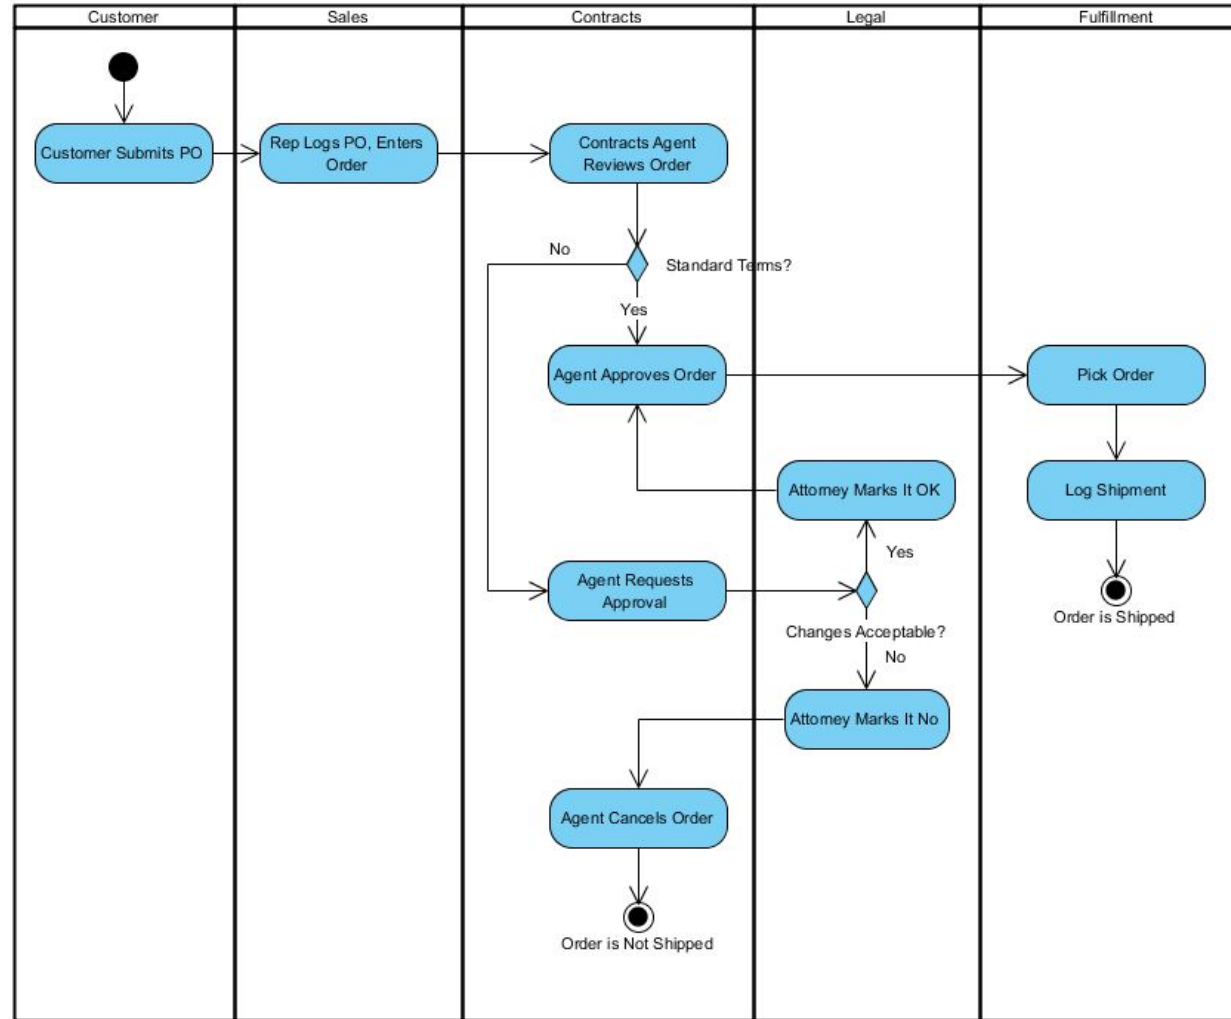 Customer
Sales
Contracts
Legal
Fulfillment
Customer Submits PO
Rep Logs PO, Enters
Order
Contracts Agent
Reviews Order
No
Standard Terms?
Yes
Agent Approves Order
Pick Order
Attorney Marks It OK
Log Shipment
Yes
Agent Requests
Approval
Changes Acceptable?
Order is Shipped
No
Attorney Marks It No
Agent Cancels Order
Order is Not Shipped